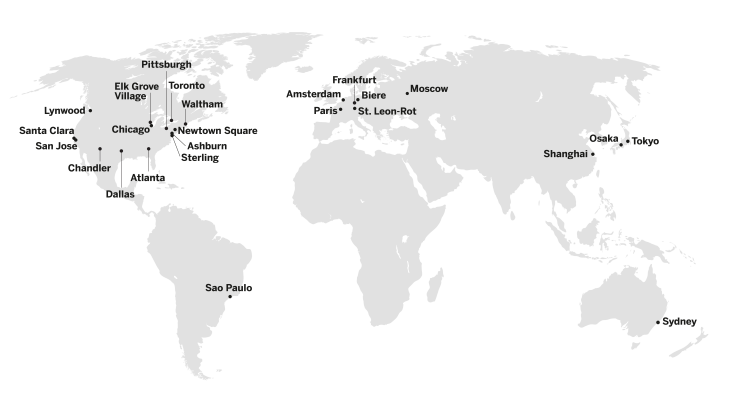 Pittsburgh
Frankfurt
Elk Grove
Village
Toronto
Moscow
Amsterdam
Biere
Waltham
Lynwood
Paris
St. Leon-Rot
Santa Clara
Chicago
Newtown Square
Osaka
Tokyo
San Jose
Ashburn
Shanghai
Sterling
Chandler
Atlanta
Dallas
Sao Paulo
Sydney